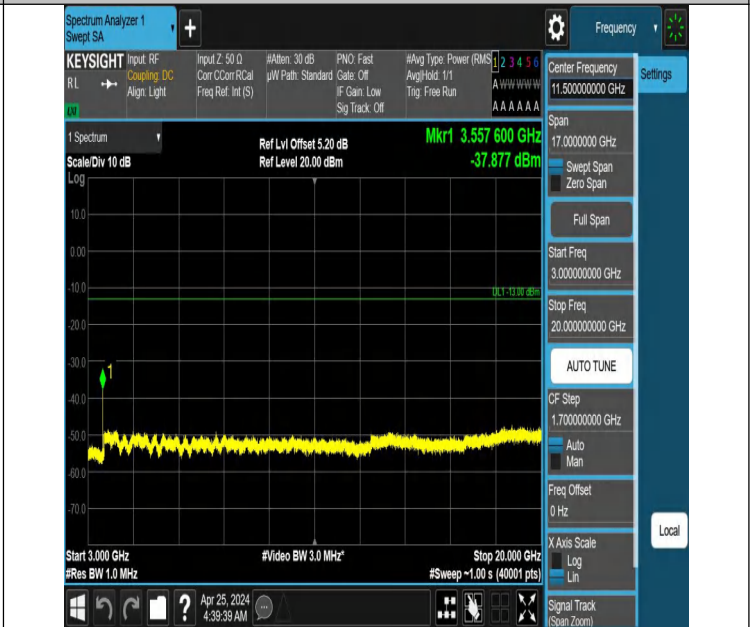 Spectrum Analyzer 1
Swept SA
+
Frequency
KEYSIGHT
RL
LXI
Input: RF
Coupling: DC
Align: Light
Input Z: 50 Ω
Corr CCorr RCal
Freq Ref: Int (S)
#Atten: 30 dB
µW Path: Standard
PNO: Fast
Gate: Off
IF Gain: Low
Sig Track: Off
#Avg Type: Power (RMS
Avg|Hold: 1/1
Trig: Free Run
1 2 3 4 5 6
A W W W W W
A A A A A A
1 Spectrum
Scale/Div 10 dB
Log
Ref Lvl Offset 5.20 dB
Ref Level 20.00 dBm
Mkr1 3.557 600 GHz
-37.877 dBm
10.0
0.00
-10.0
DL1 -13.00 dBm
-20.0
-30.0
1
-40.0
-50.0
-60.0
-70.0
Start 3.000 GHz
#Res BW 1.0 MHz
#Video BW 3.0 MHz*
Stop 20.000 GHz
#Sweep ~1.00 s (40001 pts)
?
Apr 25, 2024
4:39:39 AM
Center Frequency
11.500000000 GHz
Settings
Span
17.0000000 GHz
Swept Span
Zero Span
Full Span
Start Freq
3.000000000 GHz
Stop Freq
20.000000000 GHz
AUTO TUNE
CF Step
1.700000000 GHz
Auto
Man
Freq Offset
0 Hz
X Axis Scale
Log
Lin
Local
Signal Track
(Span Zoom)